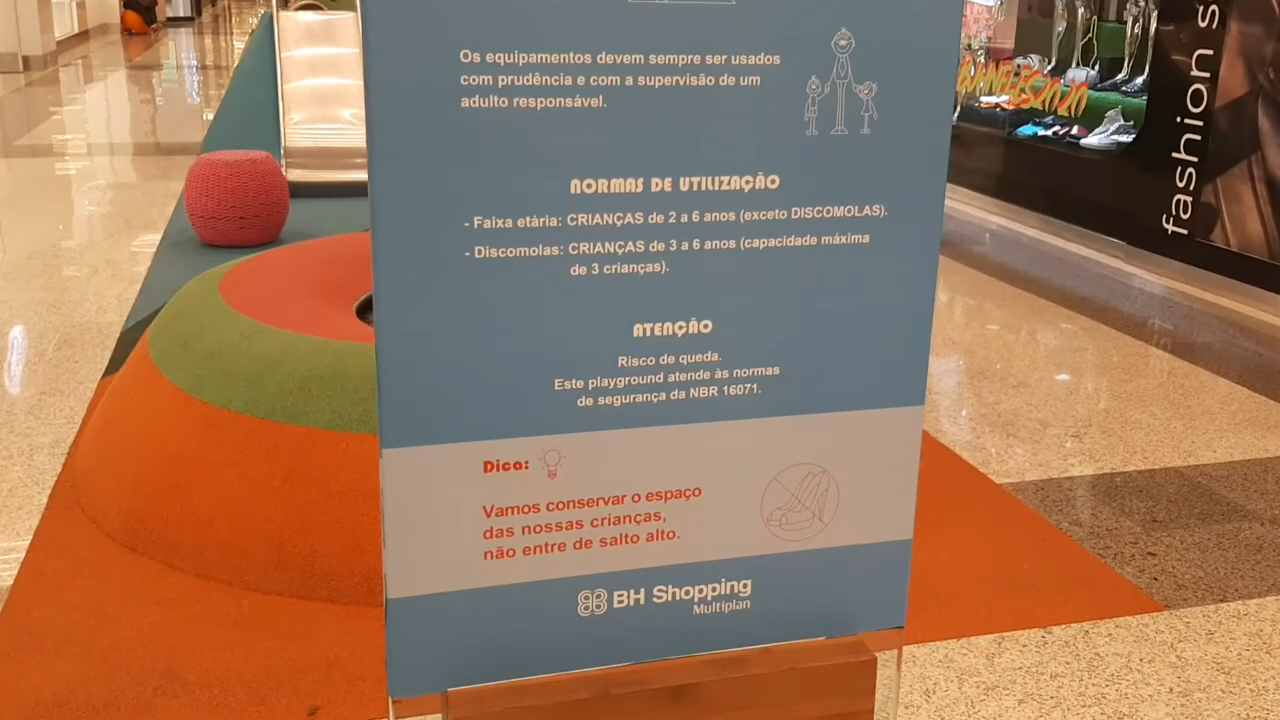 Os equipamentos devem sempre ser usados
com prudência e com a supervisão de um
adulto responsável.
NORMAS DE UTILIZAÇÃO
- Faixa etária: CRIANÇAS de 2 a 6 anos (exceto DISCOMOLAS).
- Discomolas: CRIANÇAS de 3 a 6 anos (capacidade máxima
de 3 crianças).
ATENÇÃO
Risco de queda.
Este playground atende às normas
de segurança da NBR 16071.
Dica:
Vamos conservar o espaço
das nossas crianças,
não entre de salto alto.
BH Shopping
Multiplan
fashion s